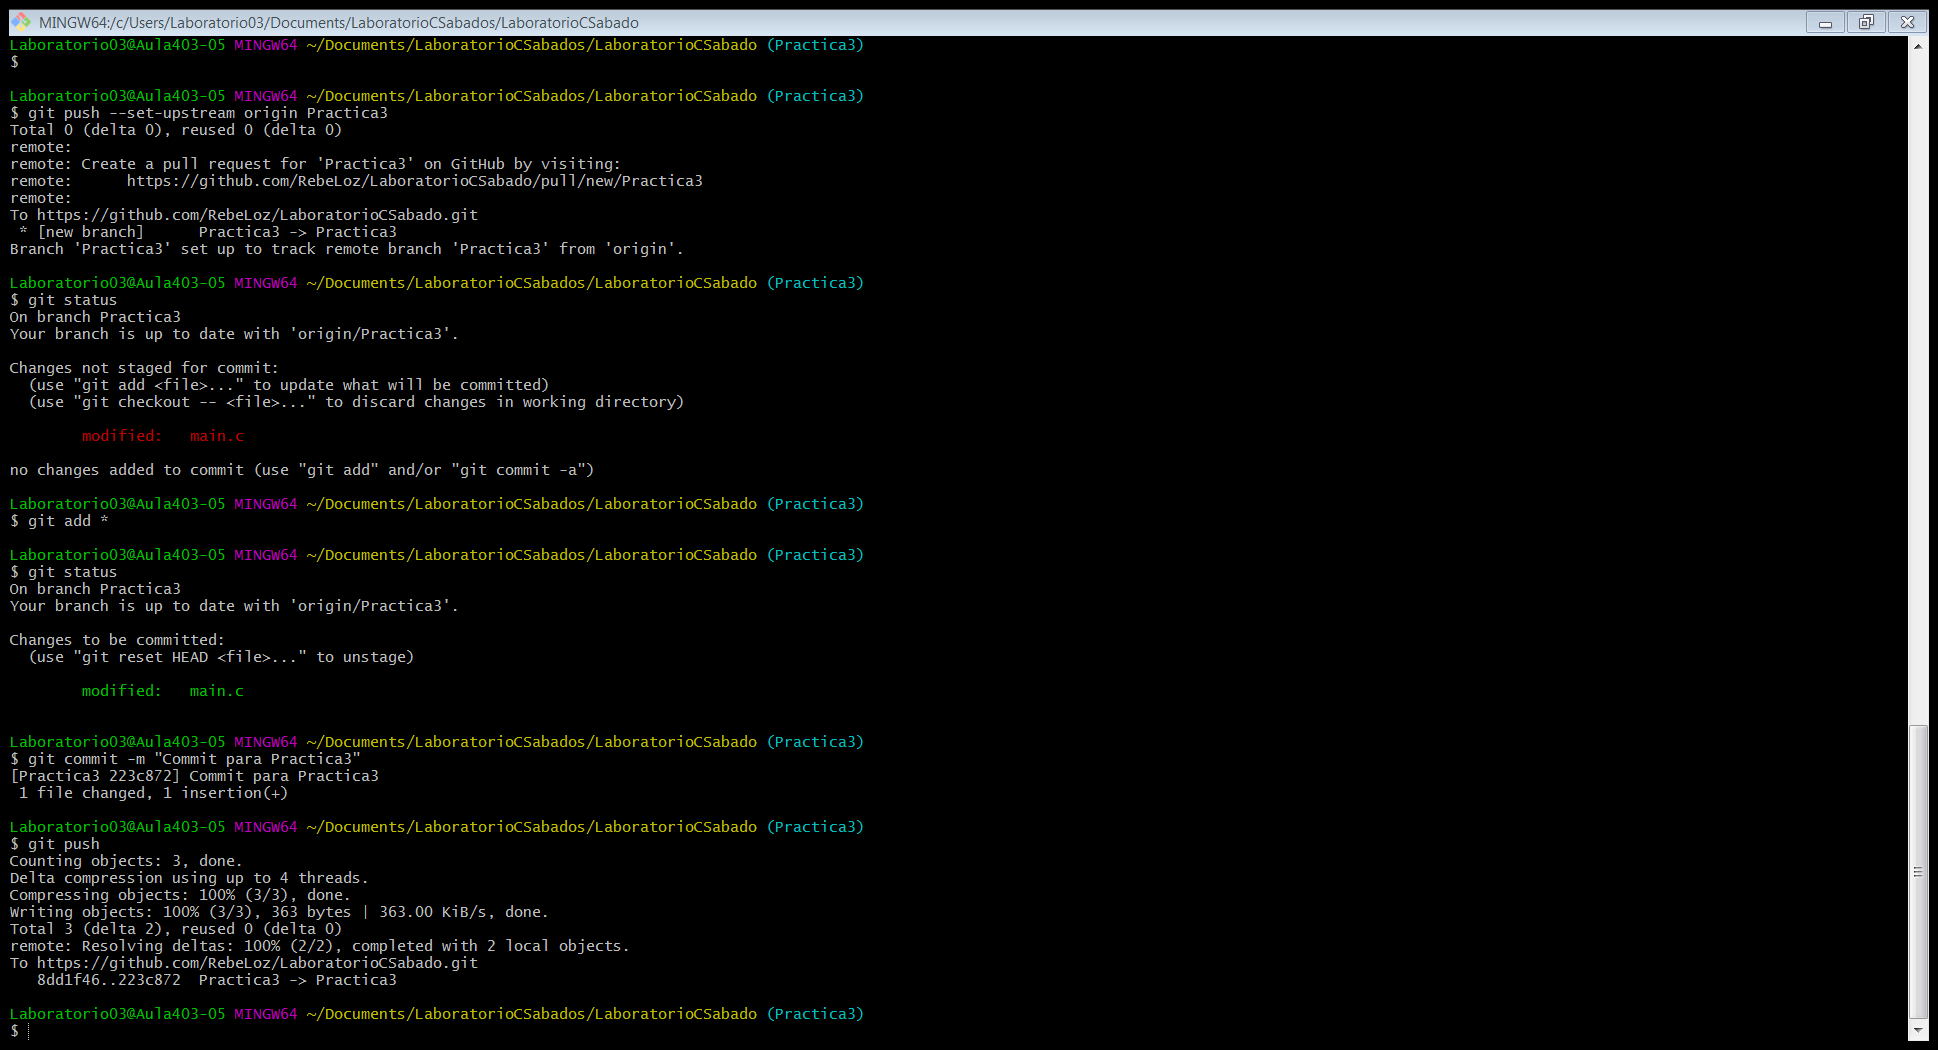 MINGW64:/c/Users/Laboratorio03/Documents/LaboratorioCSabados/LaboratorioCSabado
Laboratorio03@Aula403-05 MINGW64 ~/Documents/LaboratorioCSabados/LaboratorioCSabado (Practica3)
$
Laboratorio03@Aula403-05 MINGW64 ~/Documents/LaboratorioCSabados/LaboratorioCSabado (Practica3)
$ git push --set-upstream origin Practica3
Total 0 (delta 0), reused 0 (delta 0)
remote:
remote: Create a pull request for 'Practica3' on GitHub by visiting:
remote:      https://github.com/RebeLoz/LaboratorioCSabado/pull/new/Practica3
remote:
To https://github.com/RebeLoz/LaboratorioCSabado.git
 * [new branch]      Practica3 -> Practica3
Branch 'Practica3' set up to track remote branch 'Practica3' from 'origin'.
Laboratorio03@Aula403-05 MINGW64 ~/Documents/LaboratorioCSabados/LaboratorioCSabado (Practica3)
$ git status
On branch Practica3
Your branch is up to date with 'origin/Practica3'.
Changes not staged for commit:
  (use "git add <file>..." to update what will be committed)
  (use "git checkout -- <file>..." to discard changes in working directory)
        modified:   main.c
no changes added to commit (use "git add" and/or "git commit -a")
Laboratorio03@Aula403-05 MINGW64 ~/Documents/LaboratorioCSabados/LaboratorioCSabado (Practica3)
$ git add *
Laboratorio03@Aula403-05 MINGW64 ~/Documents/LaboratorioCSabados/LaboratorioCSabado (Practica3)
$ git status
On branch Practica3
Your branch is up to date with 'origin/Practica3'.
Changes to be committed:
  (use "git reset HEAD <file>..." to unstage)
        modified:   main.c
Laboratorio03@Aula403-05 MINGW64 ~/Documents/LaboratorioCSabados/LaboratorioCSabado (Practica3)
$ git commit -m "Commit para Practica3"
[Practica3 223c872] Commit para Practica3
 1 file changed, 1 insertion(+)
Laboratorio03@Aula403-05 MINGW64 ~/Documents/LaboratorioCSabados/LaboratorioCSabado (Practica3)
$ git push
Counting objects: 3, done.
Delta compression using up to 4 threads.
Compressing objects: 100% (3/3), done.
Writing objects: 100% (3/3), 363 bytes | 363.00 KiB/s, done.
Total 3 (delta 2), reused 0 (delta 0)
remote: Resolving deltas: 100% (2/2), completed with 2 local objects.
To https://github.com/RebeLoz/LaboratorioCSabado.git
   8dd1f46..223c872  Practica3 -> Practica3
Laboratorio03@Aula403-05 MINGW64 ~/Documents/LaboratorioCSabados/LaboratorioCSabado (Practica3)
$